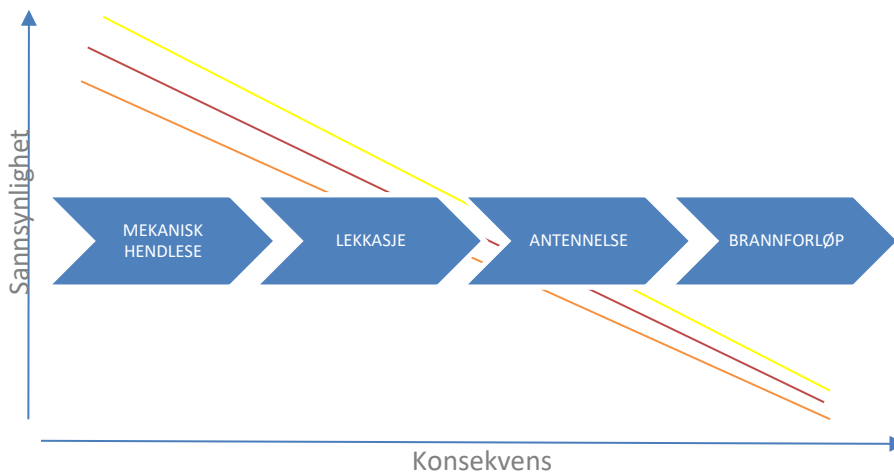 Sannsynlighet
MEKANISK
HENDLESE
LEKKASJE
ANTENNELSE
BRANNFORLØP
Konsekvens